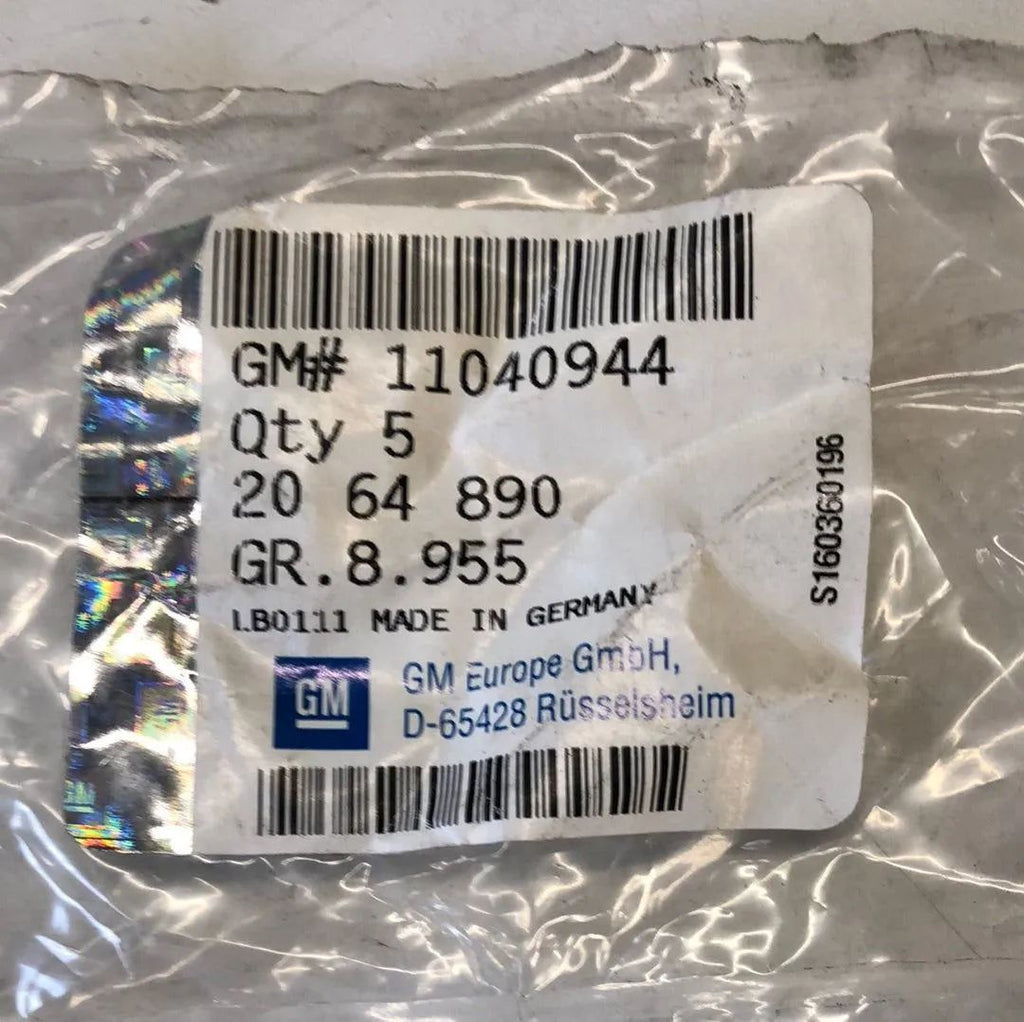 GM# 11040944
Qty 5
20 64 890
GR.8.955
LB0111 MADE IN GERMANY
GM
GM Europe GmbH,
D-65428 Rüsselsheim
S160360196
GM